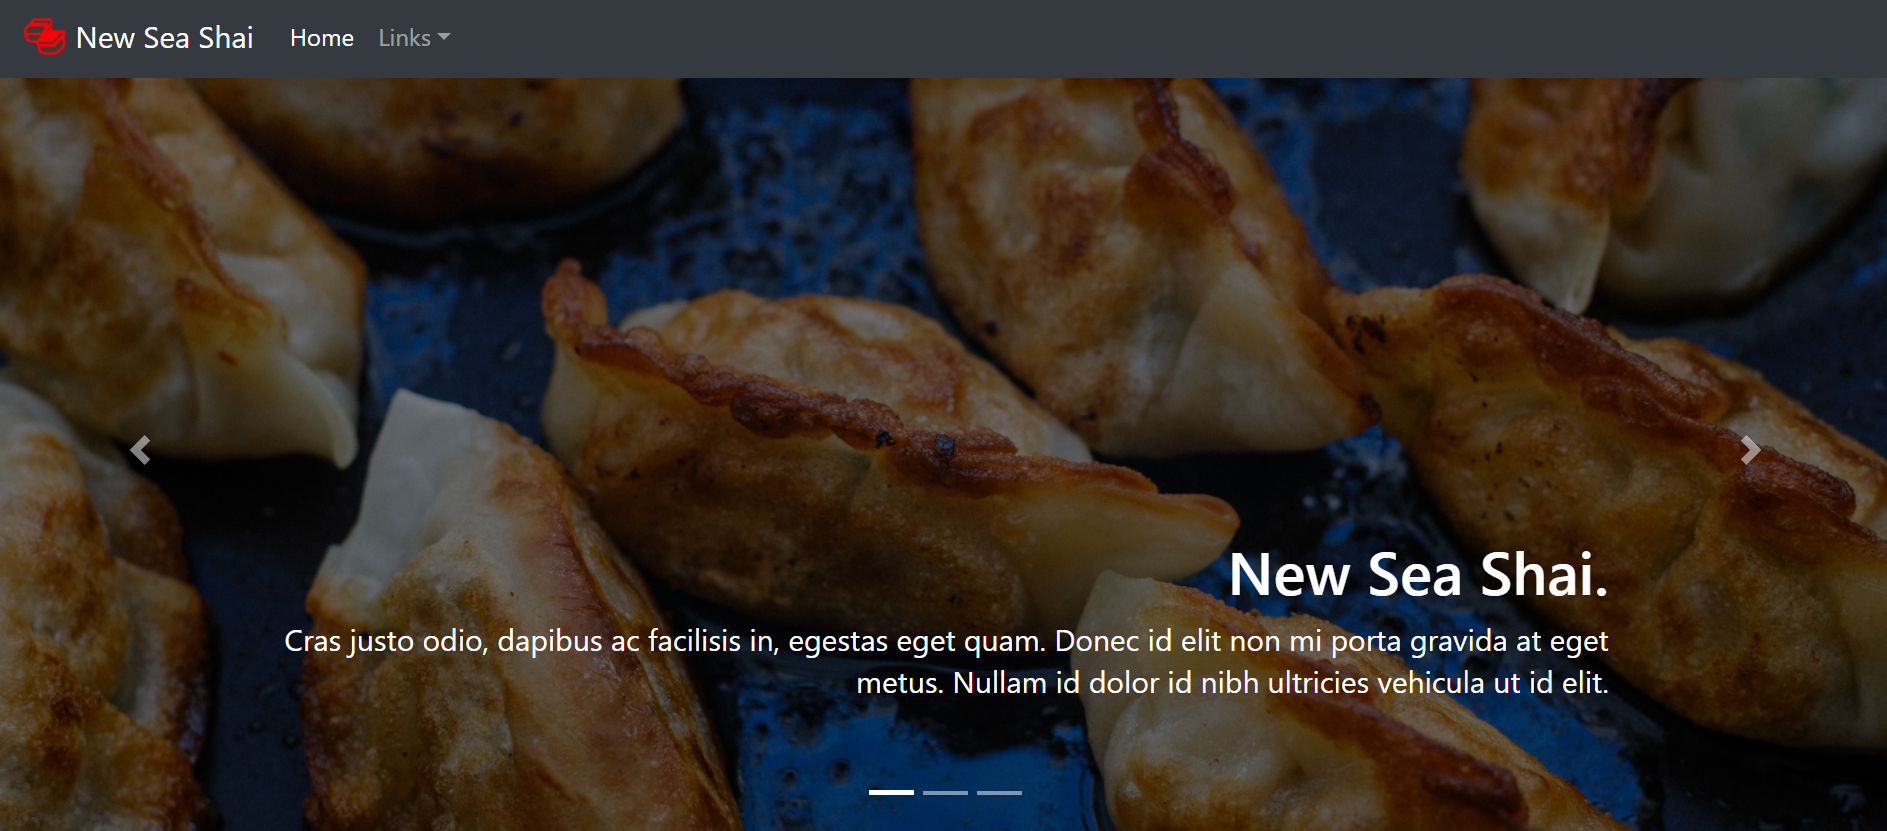 New Sea Shai Home Links
New Sea Shai.
Cras justo odio, dapibus ac facilisis in, egestas eget quam. Donec id elit non mi porta gravida at eget
metus. Nullam id dolor id nibh ultricies vehicula ut id elit.